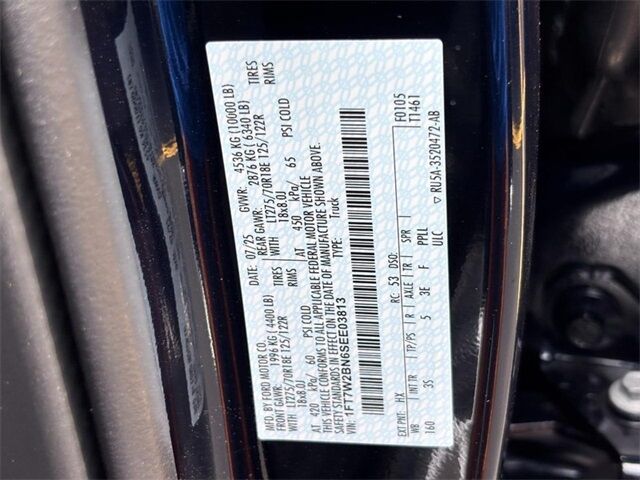 MFD. BY FORD MOTOR CO.
DATE: 07/25 GVWR: 4536 KG (10000 LB)
FRONT GAWR: 1996 KG (4400 LB) REAR GAWR: 2876 KG (6340 LB)
WITH LT275/70R18E 125/122R TIRES WITH LT275/70R18E 125/122R TIRES
18x8.0J RIMS 18x8.0J RIMS
AT 420 kPa/ 60 PSI COLD AT 450 kPa/ 65 PSI COLD
THIS VEHICLE CONFORMS TO ALL APPLICABLE FEDERAL MOTOR VEHICLE
SAFETY STANDARDS IN EFFECT ON THE DATE OF MANUFACTURE SHOWN ABOVE.
VIN: 1FT7W2BN6SEE03813 TYPE: Truck
F0105
T1461
EXT PNT: HX RC: 53 DSO:
WB INT TR TP/PS R AXLE TR SPR
160 3S 5 3E F PPLL
ULC
▽ RU5A-3520472-AB